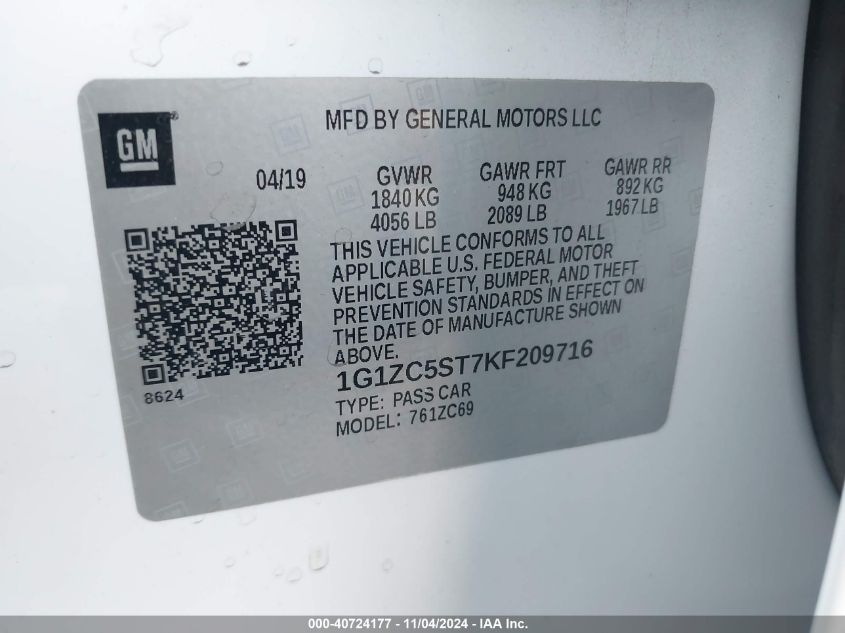 GM
MFD BY GENERAL MOTORS LLC
04/19 GVWR GAWR FRT GAWR RR
1840 KG 948 KG 892 KG
4056 LB 2089 LB 1967 LB
THIS VEHICLE CONFORMS TO ALL
APPLICABLE U.S. FEDERAL MOTOR
VEHICLE SAFETY, BUMPER, AND THEFT
PREVENTION STANDARDS IN EFFECT ON
THE DATE OF MANUFACTURE SHOWN
ABOVE.
1G1ZC5ST7KF209716
8624
TYPE: PASS CAR
MODEL: 761ZC69
000-40724177 - 11/04/2024 - IAA Inc.